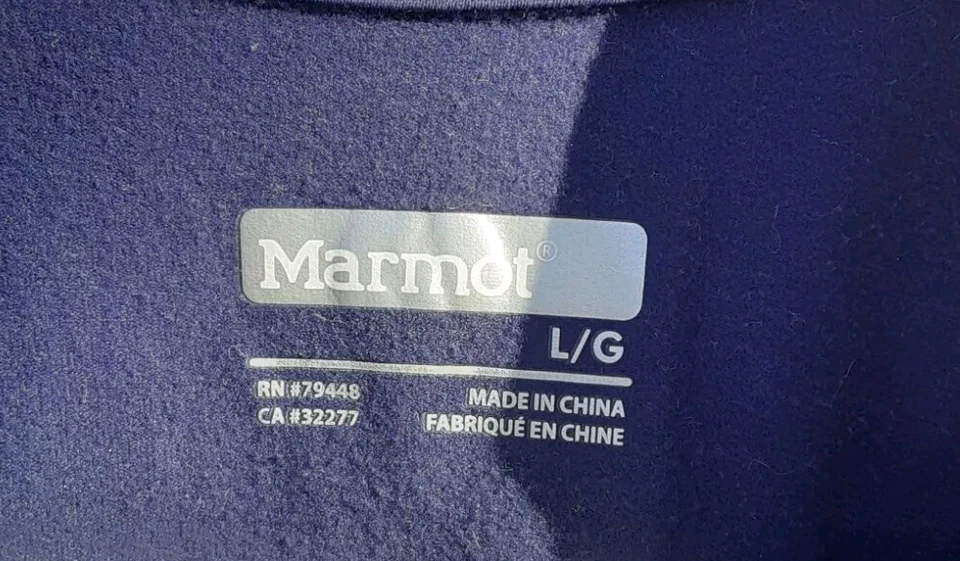 Marmot®
L/G
RN #79448
CA #32277
MADE IN CHINA
FABRIQUÉ EN CHINE